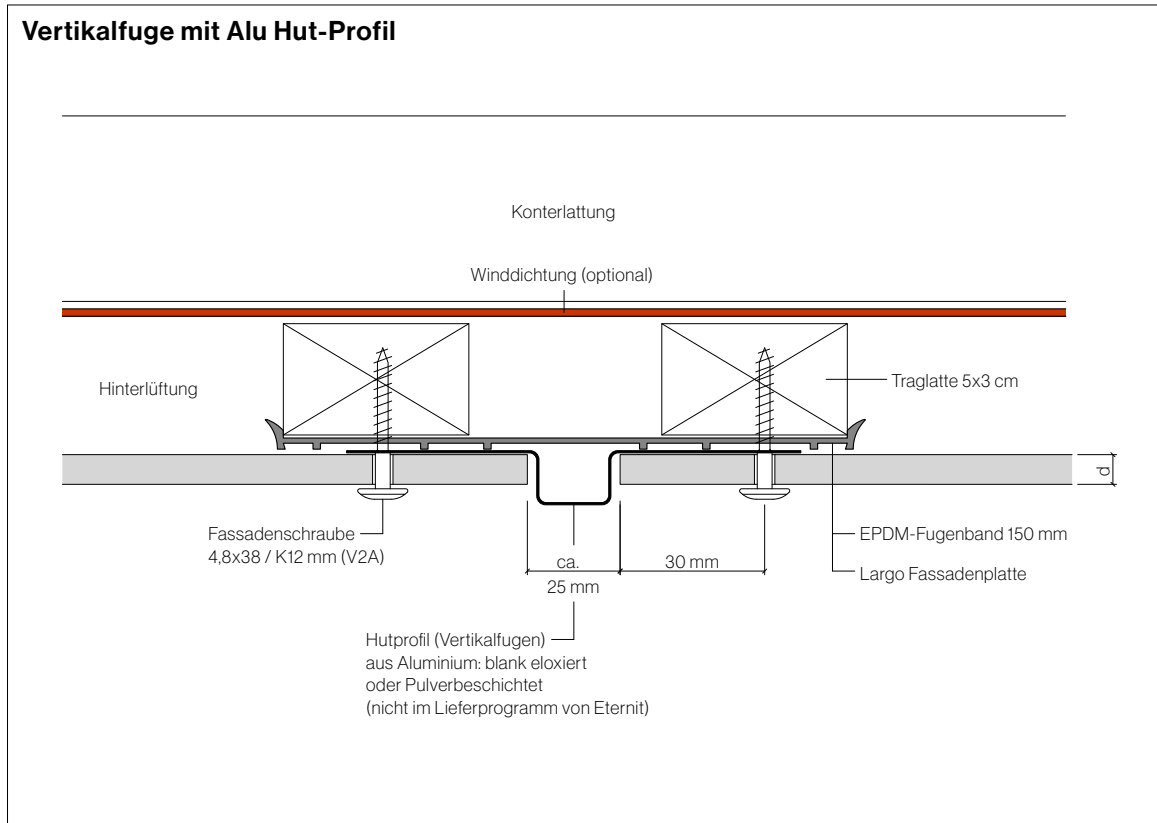 Vertikalfuge mit Alu Hut-Profil
Konterlattung
Winddichtung (optional)
Hinterlüftung
Traglatte 5x3 cm
d
Fassadenschraube
4,8x38 / K12 mm (V2A)
EPDM-Fugenband 150 mm
Largo Fassadenplatte
ca.
25 mm
30 mm
Hutprofil (Vertikalfugen)
aus Aluminium: blank eloxiert
oder Pulverbeschichtet
(nicht im Lieferprogramm von Eternit)